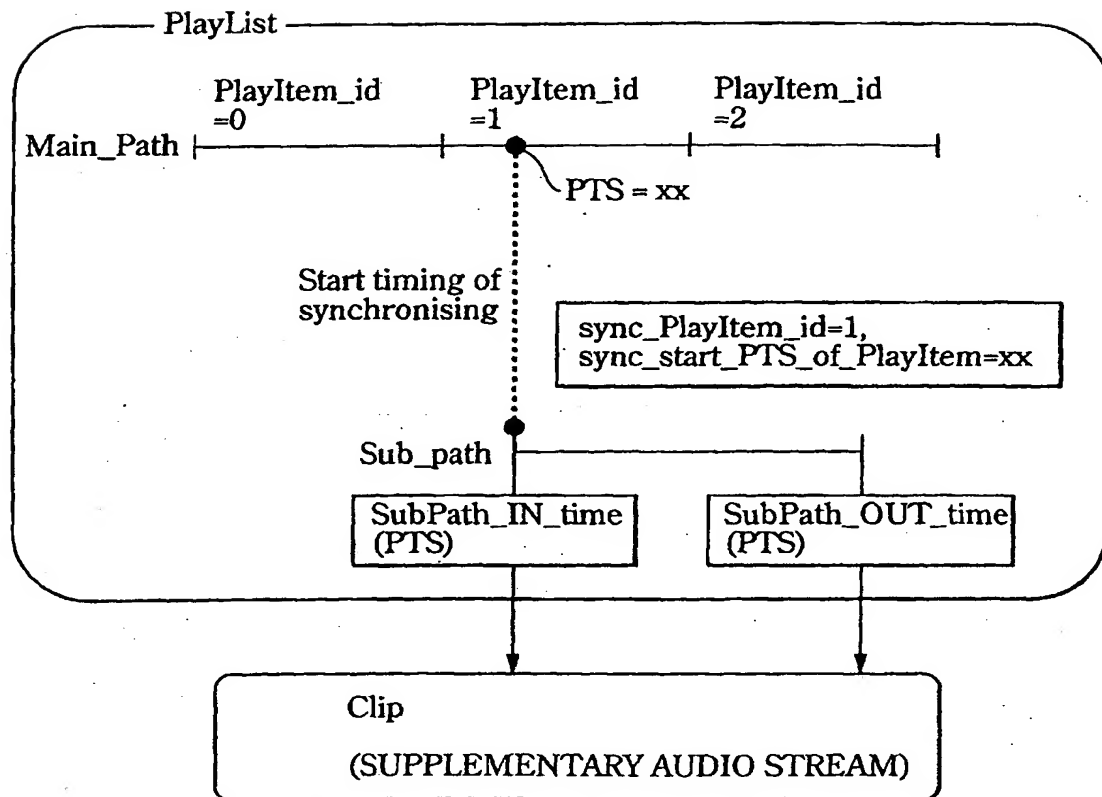 PlayList
PlayItem_id
=0
PlayItem_id
=1
PlayItem_id
=2
Main_Path
PTS = xx
Start timing of
synchronising
sync_PlayItem_id=1,
sync_start_PTS_of_PlayItem=xx
Sub_path
SubPath_IN_time
(PTS)
SubPath_OUT_time
(PTS)
Clip
(SUPPLEMENTARY AUDIO STREAM)